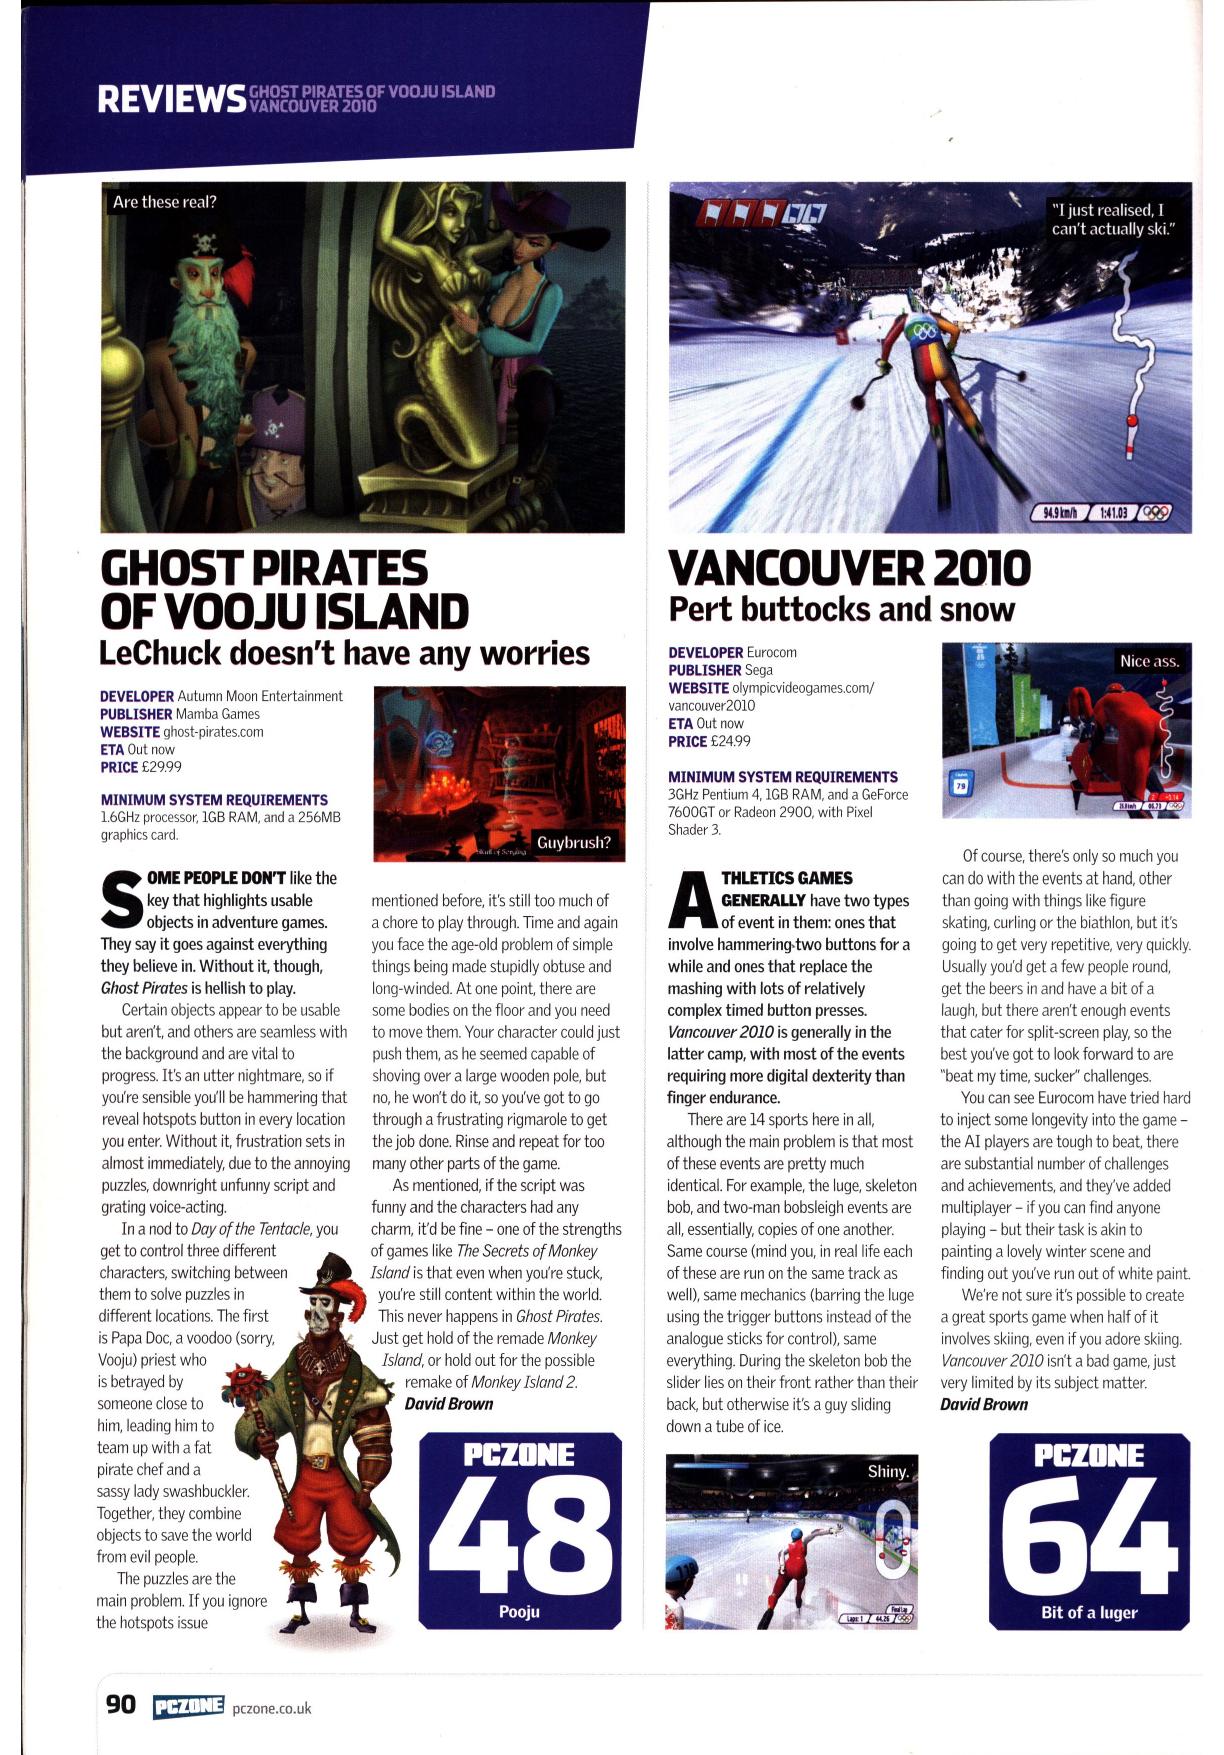 REVIEWS GHOST PIRATES OF VOOJU ISLAND
VANCOUVER 2010
Are these real?
GHOST PIRATES
OF VOOJU ISLAND
LeChuck doesn't have any worries
DEVELOPER Autumn Moon Entertainment
PUBLISHER Mamba Games
WEBSITE ghost-pirates.com
ETA Out now
PRICE £29.99
MINIMUM SYSTEM REQUIREMENTS
1.6GHz processor, 1GB RAM, and a 256MB
graphics card.
Guybrush?
SOME PEOPLE DON'T like the
key that highlights usable
objects in adventure games.
They say it goes against everything
they believe in. Without it, though,
Ghost Pirates is hellish to play.
Certain objects appear to be usable
but aren't, and others are seamless with
the background and are vital to
progress. It's an utter nightmare, so if
you're sensible you'll be hammering that
reveal hotspots button in every location
you enter. Without it, frustration sets in
almost immediately, due to the annoying
puzzles, downright unfunny script and
grating voice-acting.
In a nod to Day of the Tentacle, you
get to control three different
characters, switching between
them to solve puzzles in
different locations. The first
is Papa Doc, a voodoo (sorry,
Vooju) priest who
is betrayed by
someone close to
him, leading him to
team up with a fat
pirate chef and a
sassy lady swashbuckler.
Together, they combine
objects to save the world
from evil people.
The puzzles are the
main problem. If you ignore
the hotspots issue
mentioned before, it's still too much of
a chore to play through. Time and again
you face the age-old problem of simple
things being made stupidly obtuse and
long-winded. At one point, there are
some bodies on the floor and you need
to move them. Your character could just
push them, as he seemed capable of
shoving over a large wooden pole, but
no, he won't do it, so you've got to go
through a frustrating rigmarole to get
the job done. Rinse and repeat for too
many other parts of the game.
As mentioned, if the script was
funny and the characters had any
charm, it'd be fine – one of the strengths
of games like The Secrets of Monkey
Island is that even when you're stuck,
you're still content within the world.
This never happens in Ghost Pirates.
Just get hold of the remade Monkey
Island, or hold out for the possible
remake of Monkey Island 2.
David Brown
PCZONE
48
Pooju
"I just realised, I
can't actually ski."
94.9 km/h 1:41.03
VANCOUVER 2010
Pert buttocks and snow
DEVELOPER Eurocom
PUBLISHER Sega
WEBSITE olympicvideogames.com/
vancouver2010
ETA Out now
PRICE £24.99
MINIMUM SYSTEM REQUIREMENTS
3GHz Pentium 4, 1GB RAM, and a GeForce
7600GT or Radeon 2900, with Pixel
Shader 3.
Nice ass.
79
ATHLETICS GAMES
GENERALLY have two types
of event in them: ones that
involve hammering two buttons for a
while and ones that replace the
mashing with lots of relatively
complex timed button presses.
Vancouver 2010 is generally in the
latter camp, with most of the events
requiring more digital dexterity than
finger endurance.
There are 14 sports here in all,
although the main problem is that most
of these events are pretty much
identical. For example, the luge, skeleton
bob, and two-man bobsleigh events are
all, essentially, copies of one another.
Same course (mind you, in real life each
of these are run on the same track as
well), same mechanics (barring the luge
using the trigger buttons instead of the
analogue sticks for control), same
everything. During the skeleton bob the
slider lies on their front rather than their
back, but otherwise it's a guy sliding
down a tube of ice.
Shiny.
Final Lap
Laps: 1 44.26
Of course, there's only so much you
can do with the events at hand, other
than going with things like figure
skating, curling or the biathlon, but it's
going to get very repetitive, very quickly.
Usually you'd get a few people round,
get the beers in and have a bit of a
laugh, but there aren't enough events
that cater for split-screen play, so the
best you've got to look forward to are
"beat my time, sucker" challenges.
You can see Eurocom have tried hard
to inject some longevity into the game –
the AI players are tough to beat, there
are substantial number of challenges
and achievements, and they've added
multiplayer – if you can find anyone
playing – but their task is akin to
painting a lovely winter scene and
finding out you've run out of white paint.
We're not sure it's possible to create
a great sports game when half of it
involves skiing, even if you adore skiing.
Vancouver 2010 isn't a bad game, just
very limited by its subject matter.
David Brown
PCZONE
64
Bit of a luger
90 PCZONE pczone.co.uk